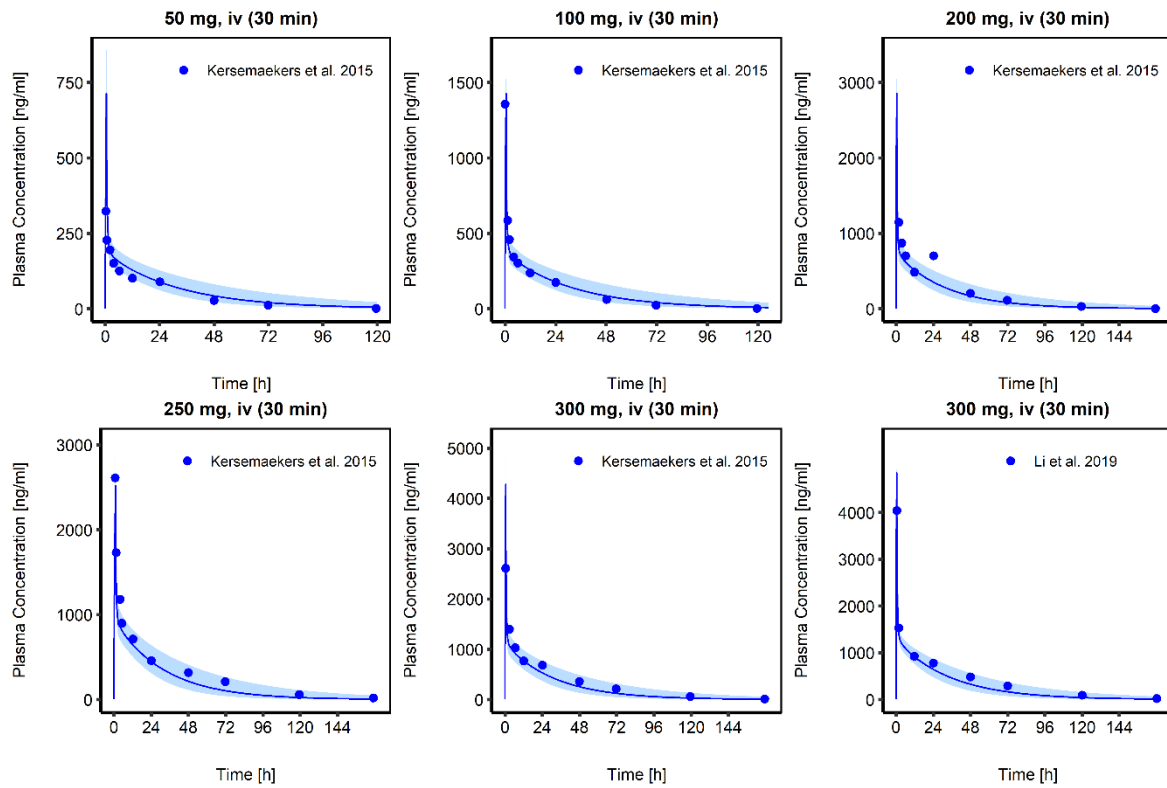 50 mg, iv (30 min)
100 mg, iv (30 min)
200 mg, iv (30 min)
Plasma Concentration [ng/ml]
750
500
250
0
Kersemaekers et al. 2015
0 24 48 72 96 120
Time [h]
Plasma Concentration [ng/ml]
1500
1000
500
0
Kersemaekers et al. 2015
0 24 48 72 96 120
Time [h]
Plasma Concentration [ng/ml]
3000
2000
1000
0
Kersemaekers et al. 2015
0 24 48 72 96 120 144
Time [h]
250 mg, iv (30 min)
300 mg, iv (30 min)
300 mg, iv (30 min)
Plasma Concentration [ng/ml]
3000
2000
1000
0
Kersemaekers et al. 2015
0 24 48 72 96 120 144
Time [h]
Plasma Concentration [ng/ml]
5000
4000
3000
2000
1000
0
Kersemaekers et al. 2015
0 24 48 72 96 120 144
Time [h]
Plasma Concentration [ng/ml]
4000
3000
2000
1000
0
Li et al. 2019
0 24 48 72 96 120 144
Time [h]